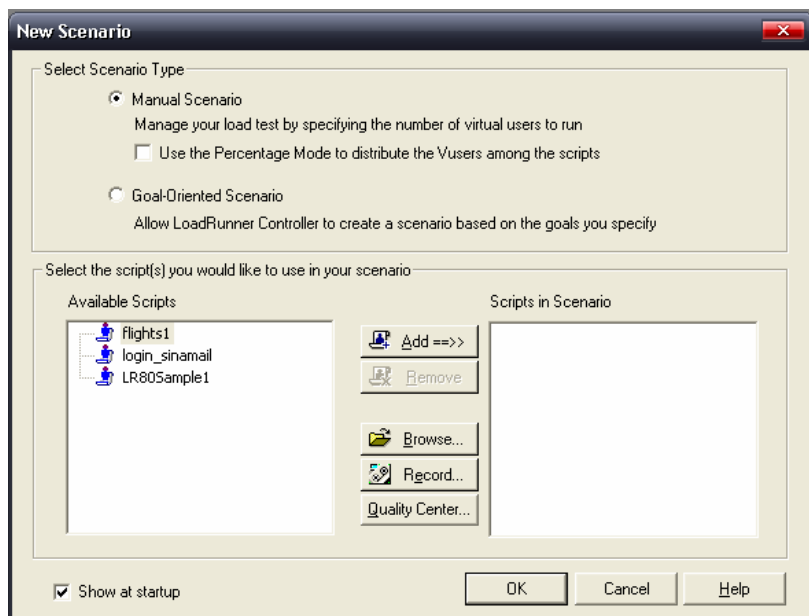 New Scenario
Select Scenario Type
Manual Scenario
Manage your load test by specifying the number of virtual users to run
Use the Percentage Mode to distribute the Vusers among the scripts
Goal-Oriented Scenario
Allow LoadRunner Controller to create a scenario based on the goals you specify
Select the script(s) you would like to use in your scenario
Available Scripts
Scripts in Scenario
flights1
login_sinamail
LR80Sample1
Add ==>>
Remove
Browse...
Record...
Quality Center...
Show at startup
OK
Cancel
Help